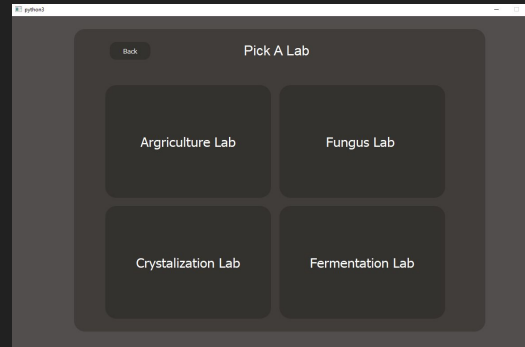 python3
Back
Pick A Lab
Argriculture Lab
Fungus Lab
Crystalization Lab
Fermentation Lab